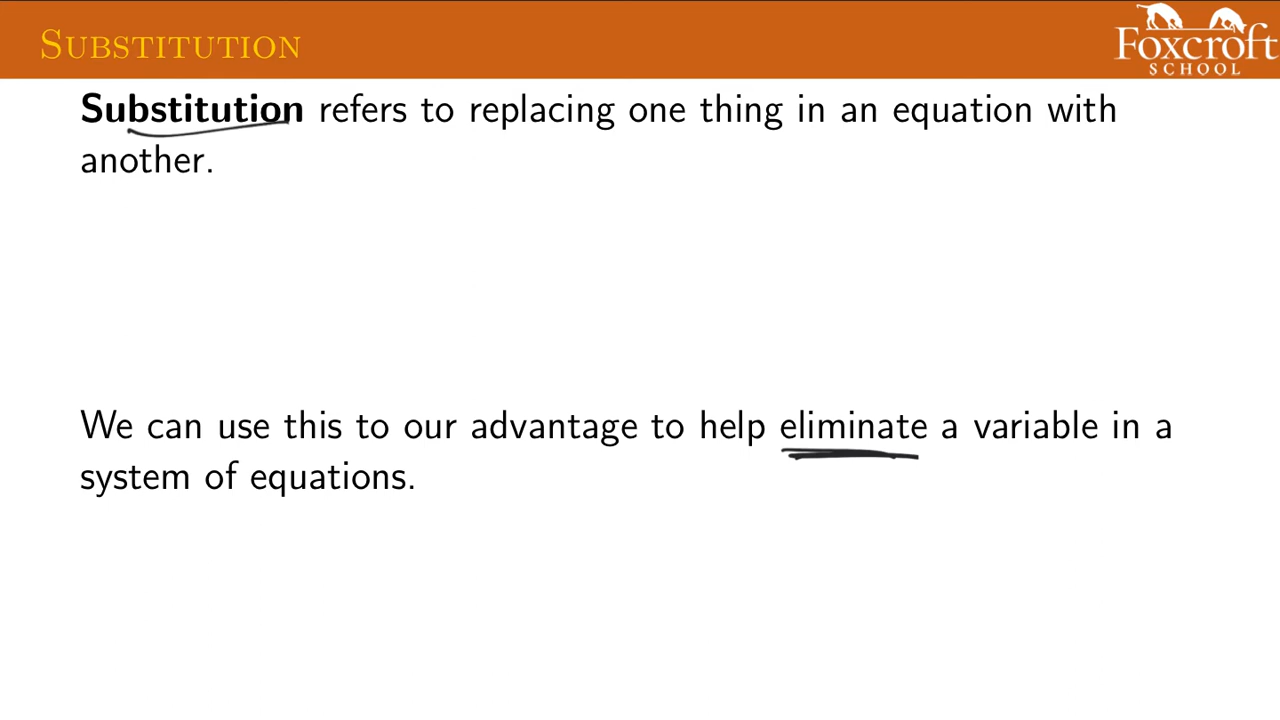 SUBSTITUTION
Foxcroft
SCHOOL
Substitution refers to replacing one thing in an equation with
another.
We can use this to our advantage to help eliminate a variable in a
system of equations.